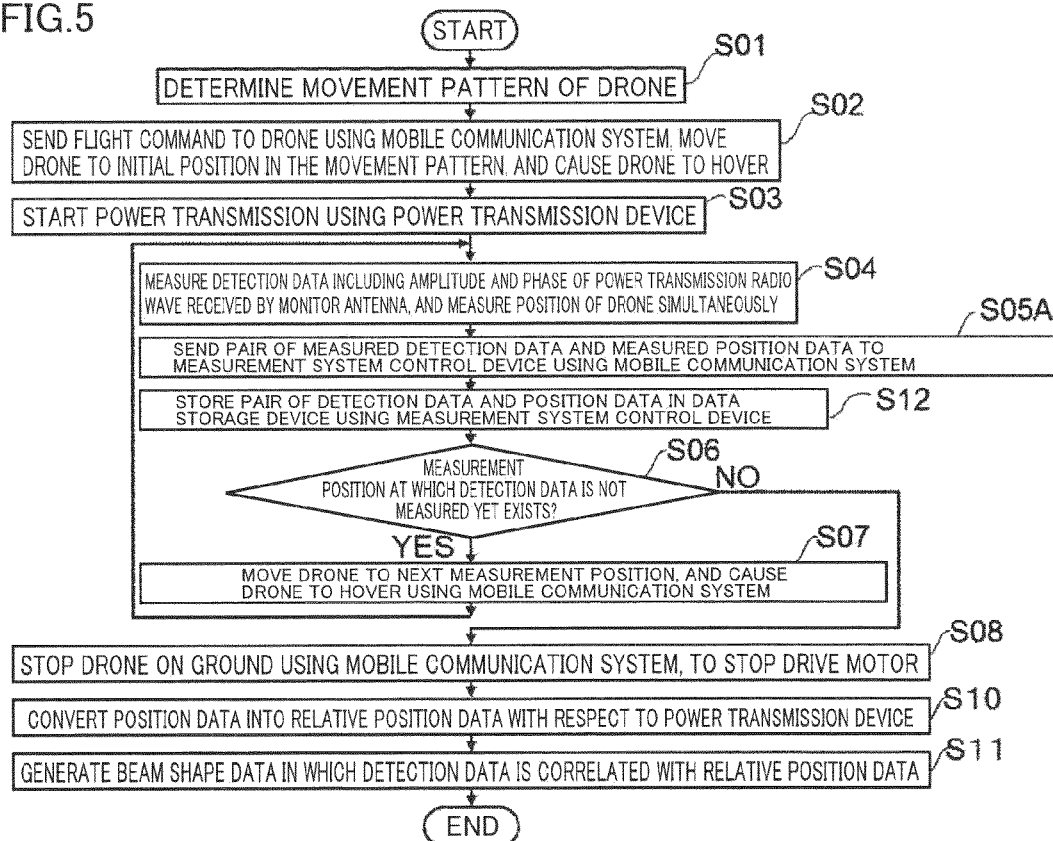 FIG.5
START
S01
DETERMINE MOVEMENT PATTERN OF DRONE
S02
SEND FLIGHT COMMAND TO DRONE USING MOBILE COMMUNICATION SYSTEM, MOVE
DRONE TO INITIAL POSITION IN THE MOVEMENT PATTERN, AND CAUSE DRONE TO HOVER
S03
START POWER TRANSMISSION USING POWER TRANSMISSION DEVICE
S04
MEASURE DETECTION DATA INCLUDING AMPLITUDE AND PHASE OF POWER TRANSMISSION RADIO
WAVE RECEIVED BY MONITOR ANTENNA, AND MEASURE POSITION OF DRONE SIMULTANEOUSLY
S05A
SEND PAIR OF MEASURED DETECTION DATA AND MEASURED POSITION DATA TO
MEASUREMENT SYSTEM CONTROL DEVICE USING MOBILE COMMUNICATION SYSTEM
S12
STORE PAIR OF DETECTION DATA AND POSITION DATA IN DATA
STORAGE DEVICE USING MEASUREMENT SYSTEM CONTROL DEVICE
S06
MEASUREMENT
POSITION AT WHICH DETECTION DATA IS NOT
MEASURED YET EXISTS?
NO
YES
S07
MOVE DRONE TO NEXT MEASUREMENT POSITION, AND CAUSE
DRONE TO HOVER USING MOBILE COMMUNICATION SYSTEM
S08
STOP DRONE ON GROUND USING MOBILE COMMUNICATION SYSTEM, TO STOP DRIVE MOTOR
S10
CONVERT POSITION DATA INTO RELATIVE POSITION DATA WITH RESPECT TO POWER TRANSMISSION DEVICE
S11
GENERATE BEAM SHAPE DATA IN WHICH DETECTION DATA IS CORRELATED WITH RELATIVE POSITION DATA
END